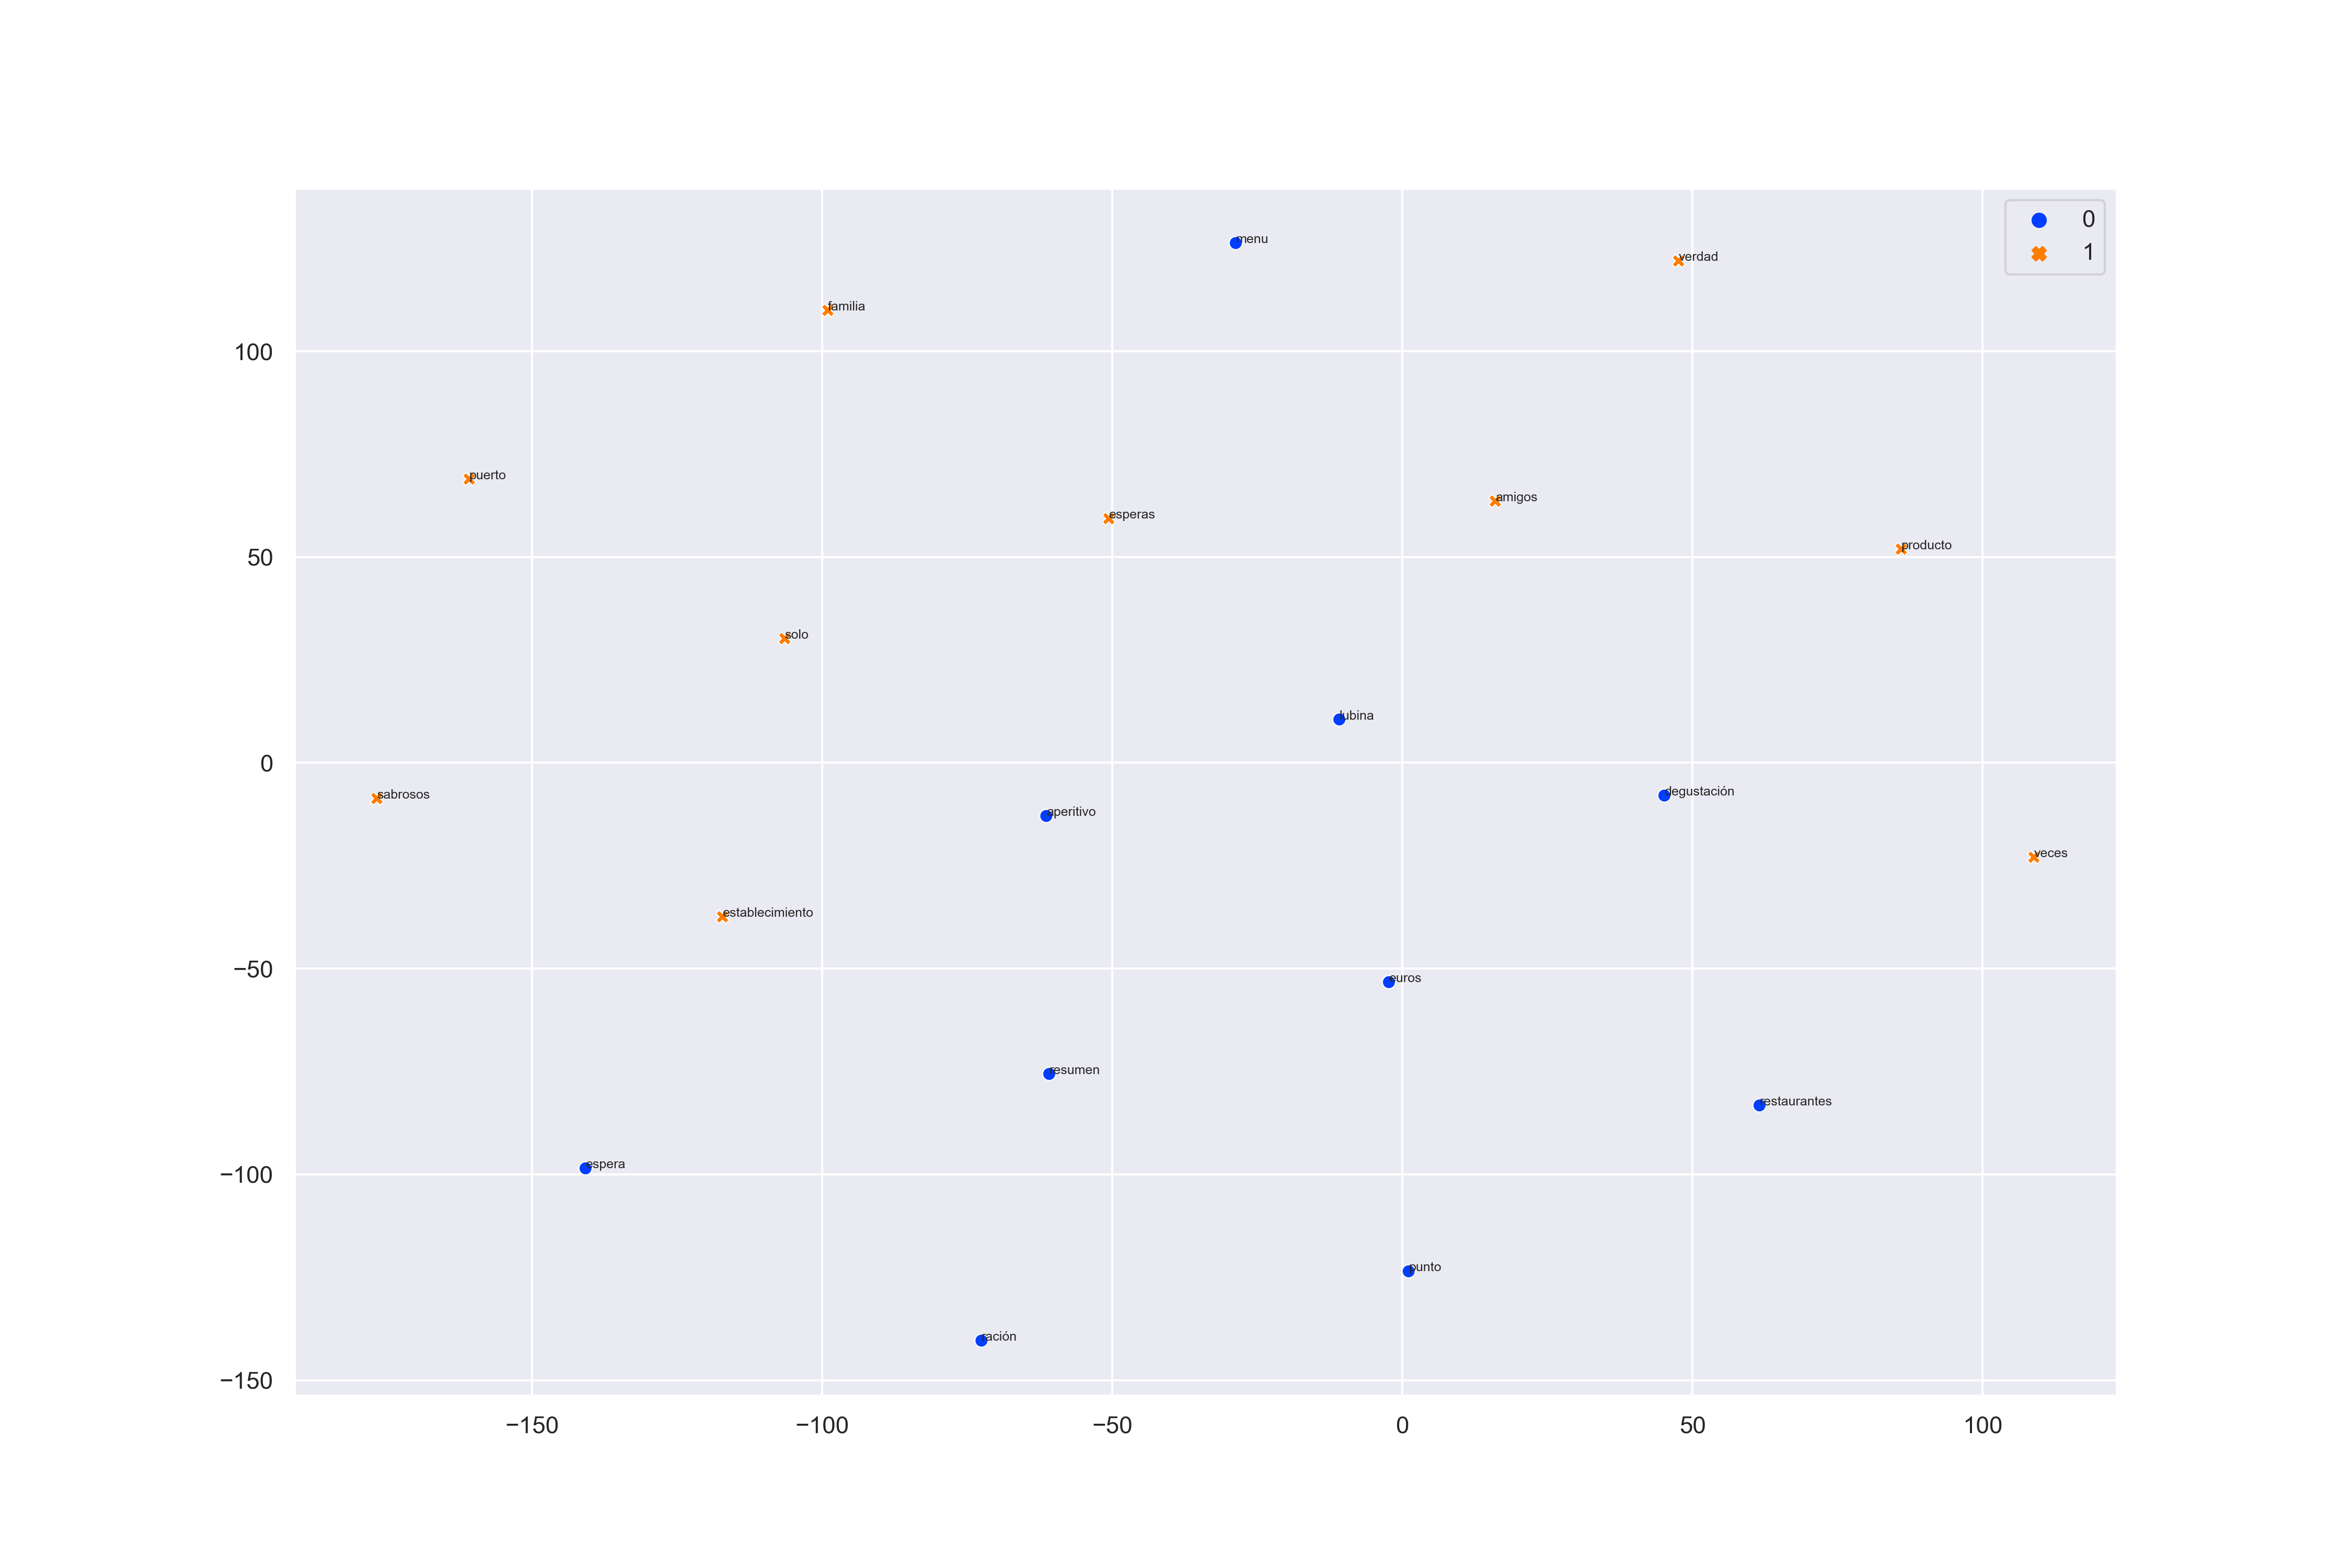 0
1
menu
verdad
familia
100
puerto
amigos
esperas
producto
50
solo
lubina
0
degustación
sabrosos
aperitivo
veces
establecimiento
−50
euros
resumen
restaurantes
espera
−100
punto
ración
−150
−150
−100
−50
0
50
100